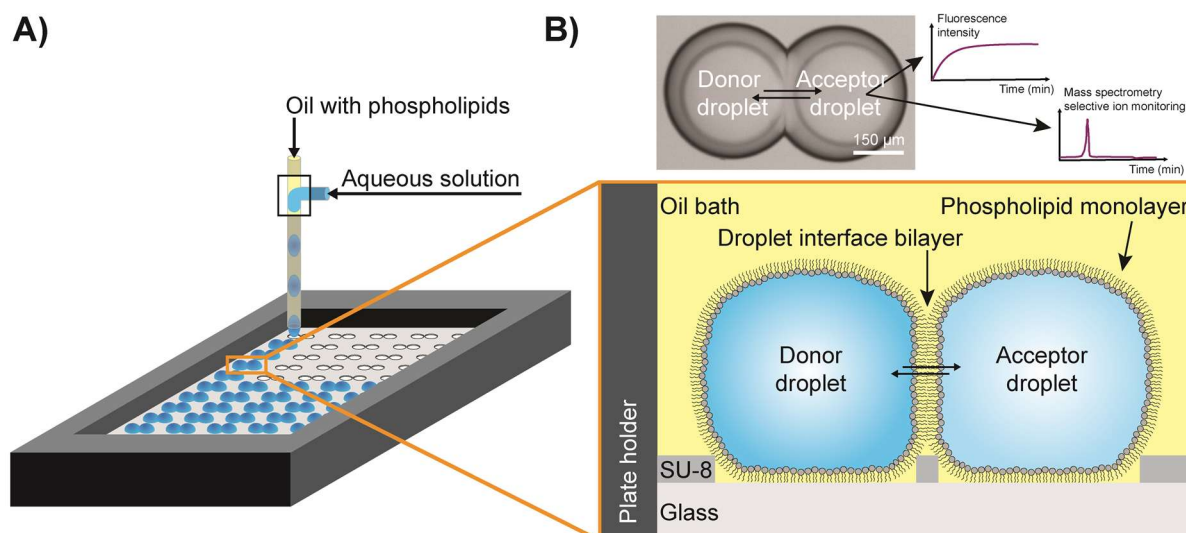 A)
Oil with phospholipids
Aqueous solution
B)
Donor
droplet
Acceptor
droplet
150 µm
Fluorescence
intensity
Time (min)
Mass spectrometry
selective ion monitoring
Time (min)
Oil bath
Phospholipid monolayer
Droplet interface bilayer
Donor
droplet
Acceptor
droplet
Plate holder
SU-8
Glass